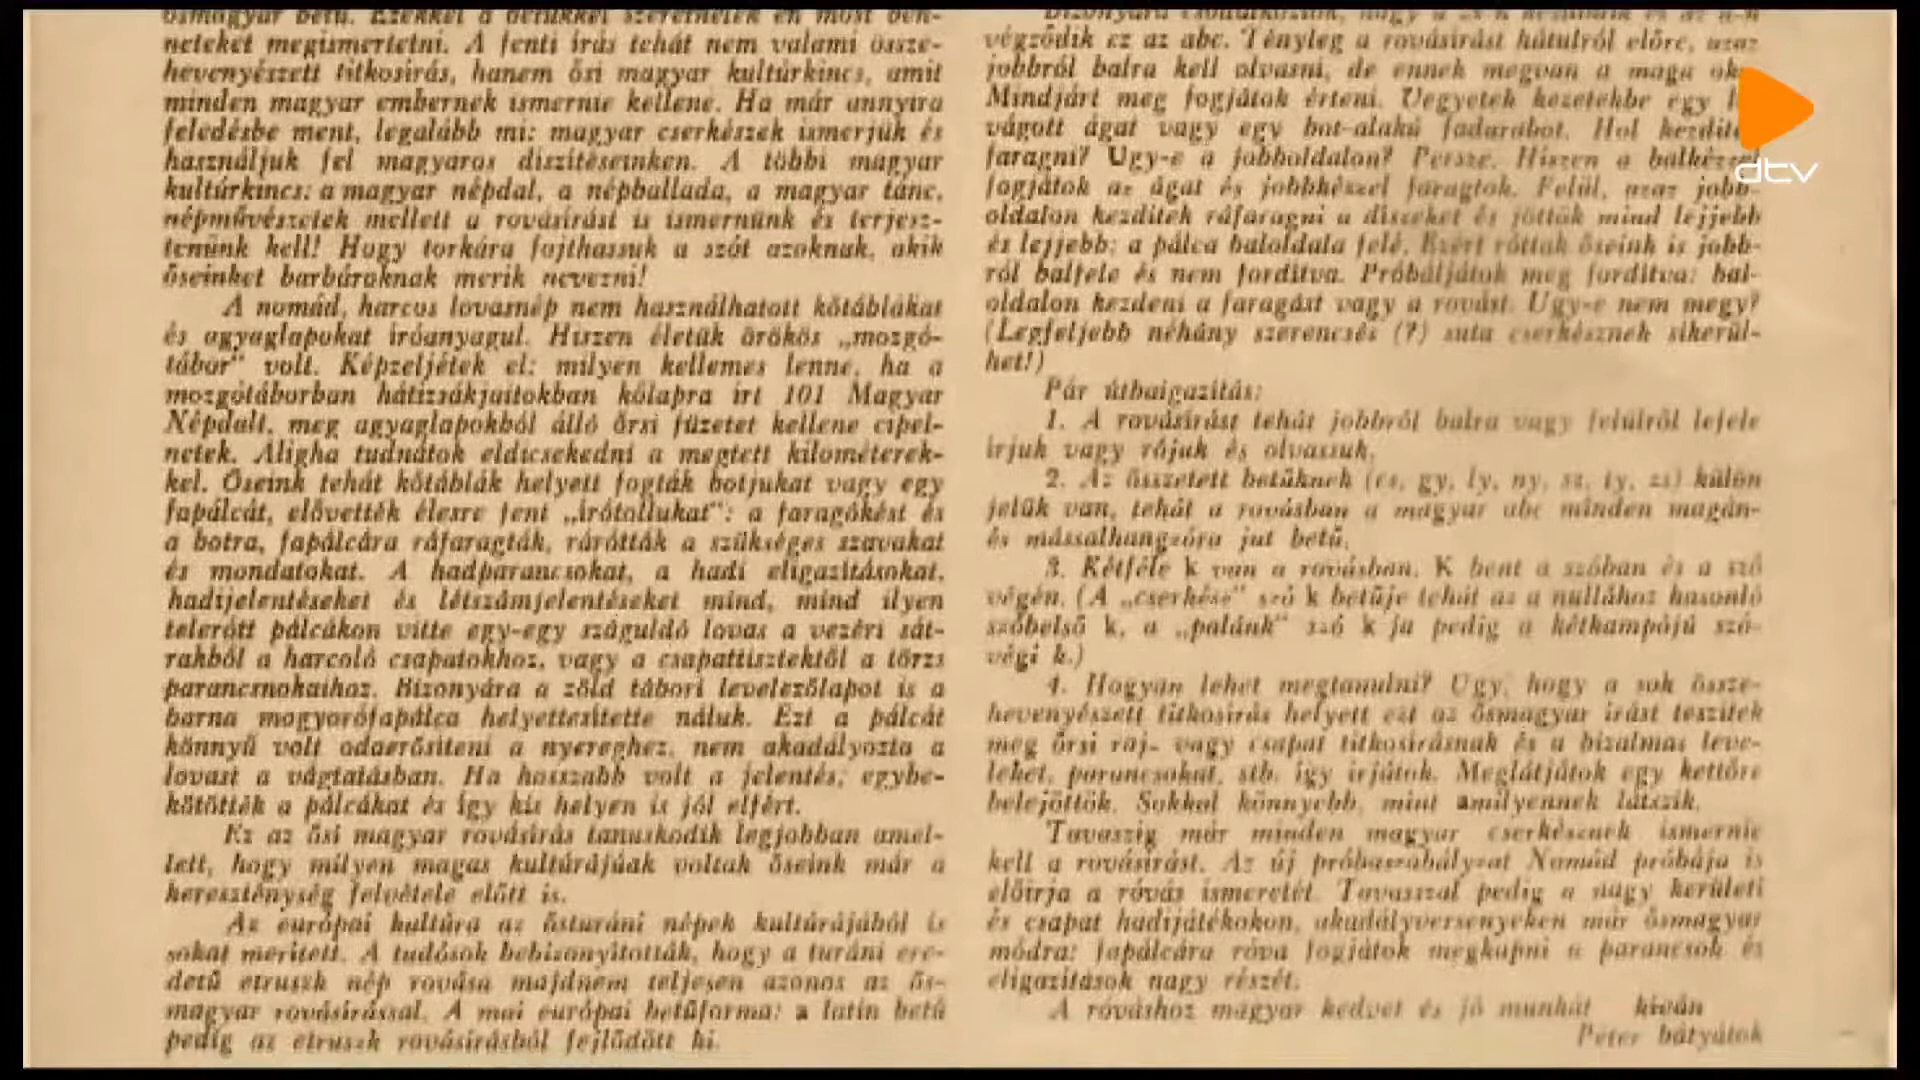 ősmagyar betű. Ezekkel a betűkkel szeretnélek én most ben-
neteket megismertetni. A fenti írás tehát nem valami össze-
hevenyészett titkosírás, hanem ősi magyar kultúrkincs, amit
minden magyar embernek ismernie kellene. Ha már annyira
feledésbe ment, legalább mi: magyar cserkészek ismerjük és
használjuk fel magyaros díszítéseinken. A többi magyar
kultúrkincs: a magyar népdal, a népballada, a magyar tánc,
népművészetek mellett a rovásírást is ismernünk és terjesz-
tenünk kell! Hogy torkára fojthassuk a szót azoknak, akik
őseinket barbároknak merik nevezni!
A nomád, harcos lovasnép nem használhatott kőtáblákat
és agyaglapokat íróanyagul. Hiszen életük örökös „mozgó-
tábor" volt. Képzeljétek el: milyen kellemes lenne, ha a
mozgótáborban hátizsákjaitokban kőlapra írt 101 Magyar
Népdalt, meg agyaglapokból álló őrsi füzetet kellene cipel-
netek. Aligha tudnátok eldicsekedni a megtett kilométerek-
kel. Őseink tehát kőtáblák helyett fogták botjukat vagy egy
fapálcát, elővették élesre fent „írótollukat": a faragókést és
a botra, fapálcára ráfaragták, rárótták a szükséges szavakat
és mondatokat. A hadparancsokat, a hadi eligazításokat,
hadijelentéseket és létszámjelentéseket mind, mind ilyen
telerótt pálcákon vitte egy-egy száguldó lovas a vezéri sát-
rakból a harcoló csapatokhoz, vagy a csapattisztektől a törzs
parancsnokaihoz. Bizonyára a zöld tábori levelezőlapot is a
barna mogyorófapálca helyettesítette náluk. Ezt a pálcát
könnyű volt odaerősíteni a nyereghez, nem akadályozta a
lovast a vágtatásban. Ha hosszabb volt a jelentés, egybe-
kötötték a pálcákat és így kis helyen is jól elfért.
Ez az ősi magyar rovásírás tanuskodik legjobban amel-
lett, hogy milyen magas kultúrájúak voltak őseink már a
kereszténység felvétele előtt is.
Az európai kultúra az ősturáni népek kultúrájából is
sokat merített. A tudósok bebizonyították, hogy a turáni ere-
detű etruszk nép rovása majdnem teljesen azonos az ős-
magyar rovásírással. A mai európai betűforma: a latin betű
pedig az etruszk rovásírásból fejlődött ki.
végződik ez az abc. Tényleg a rovásírást hátulról előre, azaz
jobbról balra kell olvasni, de ennek megvan a maga
Mindjárt meg fogjátok érteni. Vegyetek kezetekbe egy
vágott ágat vagy egy bot-alakú fadarabot. Hol kezditek
faragni? Ugy-e a jobboldalon? Persze. Hiszen a balkézzel
fogjátok az ágat és jobbkézzel faragtok. Felül, azaz jobb-
oldalon kezditek ráfaragni a díszeket és jöttök mind lejjebb
és lejjebb: a pálca baloldala felé. Ezért róttak őseink is jobb-
ról balfele és nem fordítva. Próbáljátok meg fordítva: bal-
oldalon kezdeni a faragást vagy a rovást. Ugy-e nem megy?
(Legfeljebb néhány szerencsés (?) suta cserkésznek sikerül-
het!)
Pár útbaigazítás:
1. A rovásírást tehát jobbról balra vagy felülről lefele
írjuk vagy rójuk és olvassuk.
2. Az összetett betűknek (cs, gy, ly, ny, sz, ty, zs) külön
jelük van, tehát a rovásban a magyar abc minden magán-
és mássalhangzóra jut betű.
3. Kétféle k van a rovásban. K bent a szóban és a szó
végén. (A „cserkész" szó k betűje tehát az a nullához hasonló
szóbelső k, a „palánk" szó k ja pedig a kétkampójú szó-
végi k.)
4. Hogyan lehet megtanulni? Ugy, hogy a sok össze-
hevenyészett titkosírás helyett ezt az ősmagyar írást teszitek
meg őrsi raj- vagy csapat titkosírásnak és a bizalmas leve-
leket, parancsokat, stb. így írjátok. Meglátjátok egy kettőre
belejöttök. Sokkal könnyebb, mint amilyennek látszik.
Tavaszig már minden magyar cserkésznek ismernie
kell a rovásírást. Az új próbaszabályzat Nomád próbája is
előírja a róvás ismeretét. Tavasszal pedig a nagy kerületi
és csapat hadijátékokon, akadályversenyeken már ősmagyar
módra: fapálcára róva fogjátok megkapni a parancsok és
eligazítások nagy részét.
A róváshoz magyar kedvet és jó munkát kíván
Péter bátyátok
dtv